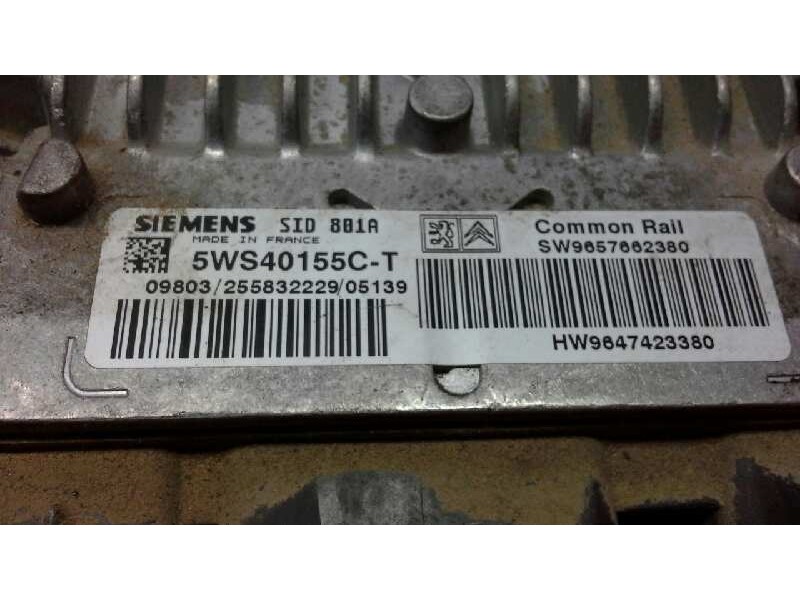 SIEMENS SID 801A
MADE IN FRANCE
5WS40155C-T
09803/255832229/05139
Common Rail
SW9657662380
HW9647423380